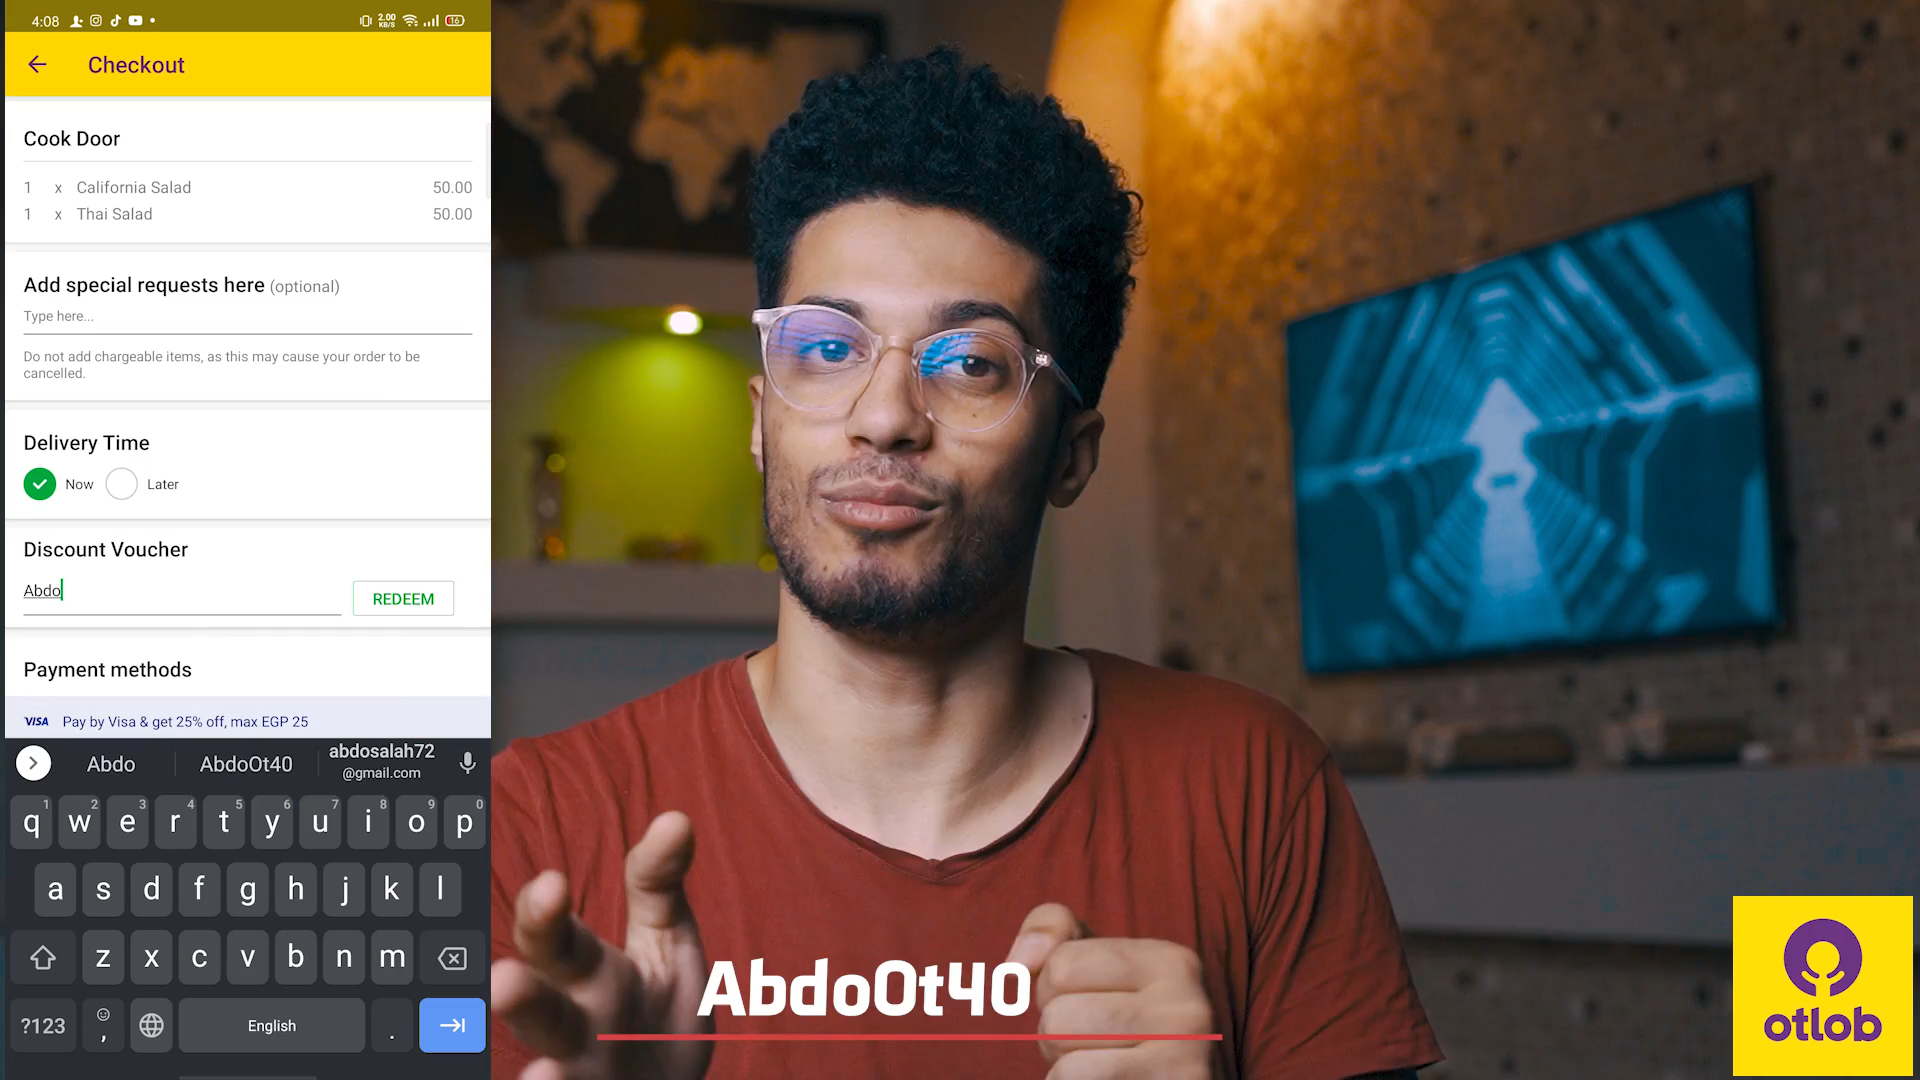 4:08
2.00
KB/S
16
Checkout
Cook Door
1 x California Salad 50.00
1 x Thai Salad 50.00
Add special requests here (optional)
Type here...
Do not add chargeable items, as this may cause your order to be
cancelled.
Delivery Time
Now Later
Discount Voucher
Abdo
REDEEM
Payment methods
VISA Pay by Visa & get 25% off, max EGP 25
Abdo AbdoOt40 abdosalah72
@gmail.com
1 2 3 4 5 6 7 8 9 0
q w e r t y u i o p
a s d f g h j k l
z x c v b n m
?123 , English .
AbdoOt40
otlob